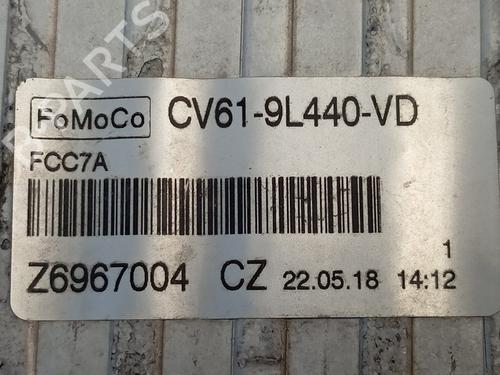 FoMoCo CV61-9L440-VD
FCC7A
1
Z6967004 CZ 22.05.18 14:12